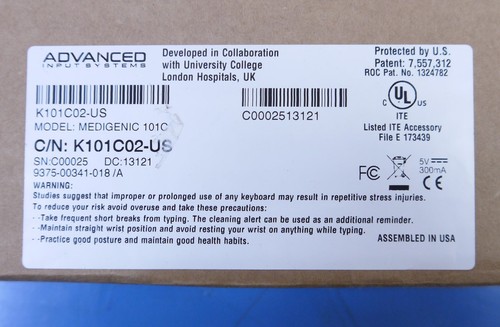 ADVANCED
INPUT SYSTEMS
Developed in Collaboration
with University College
London Hospitals, UK
Protected by U.S.
Patent: 7,557,312
ROC Pat. No. 1324782
K101C02-US
MODEL: MEDIGENIC 101C
C0002513121
C UL US
ITE
Listed ITE Accessory
File E 173439
C/N: K101C02-US
SN:C00025 DC:13121
9375-00341-018 /A
FC
5V
300mA
CE
WARNING:
Studies suggest that improper or prolonged use of any keyboard may result in repetitive stress injuries.
To reduce your risk avoid overuse and take these precautions:
--Take frequent short breaks from typing. The cleaning alert can be used as an additional reminder.
--Maintain straight wrist position and avoid resting your wrist on anything while typing.
--Practice good posture and maintain good health habits.
ASSEMBLED IN USA